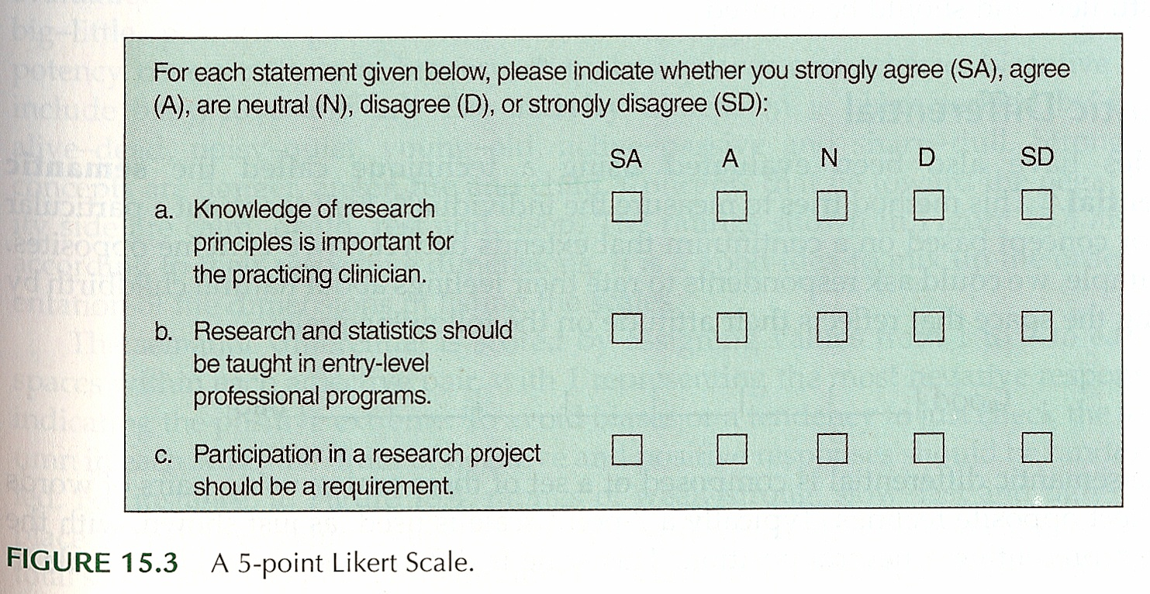 For each statement given below, please indicate whether you strongly agree (SA), agree
(A), are neutral (N), disagree (D), or strongly disagree (SD):
SA A N D SD
a. Knowledge of research
principles is important for
the practicing clinician.
b. Research and statistics should
be taught in entry-level
professional programs.
c. Participation in a research project
should be a requirement.
FIGURE 15.3 A 5-point Likert Scale.